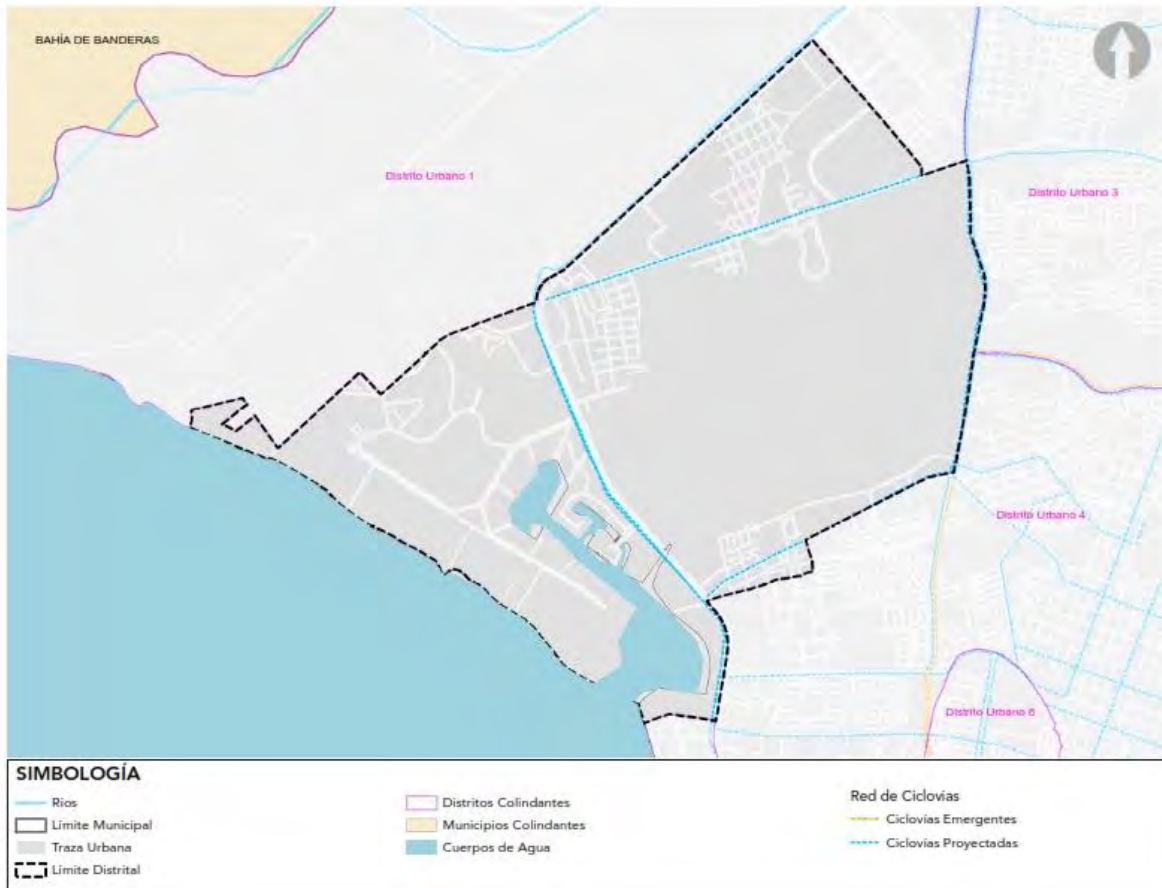 BAHÍA DE BANDERAS
Distrito Urbano 1
Distrito Urbano 3
Distrito Urbano 4
Distrito Urbano 6
SIMBOLOGÍA
Rios
Límite Municipal
Traza Urbana
Límite Distrital
Distritos Colindantes
Municipios Colindantes
Cuerpos de Agua
Red de Ciclovías
Ciclovías Emergentes
Ciclovías Proyectadas